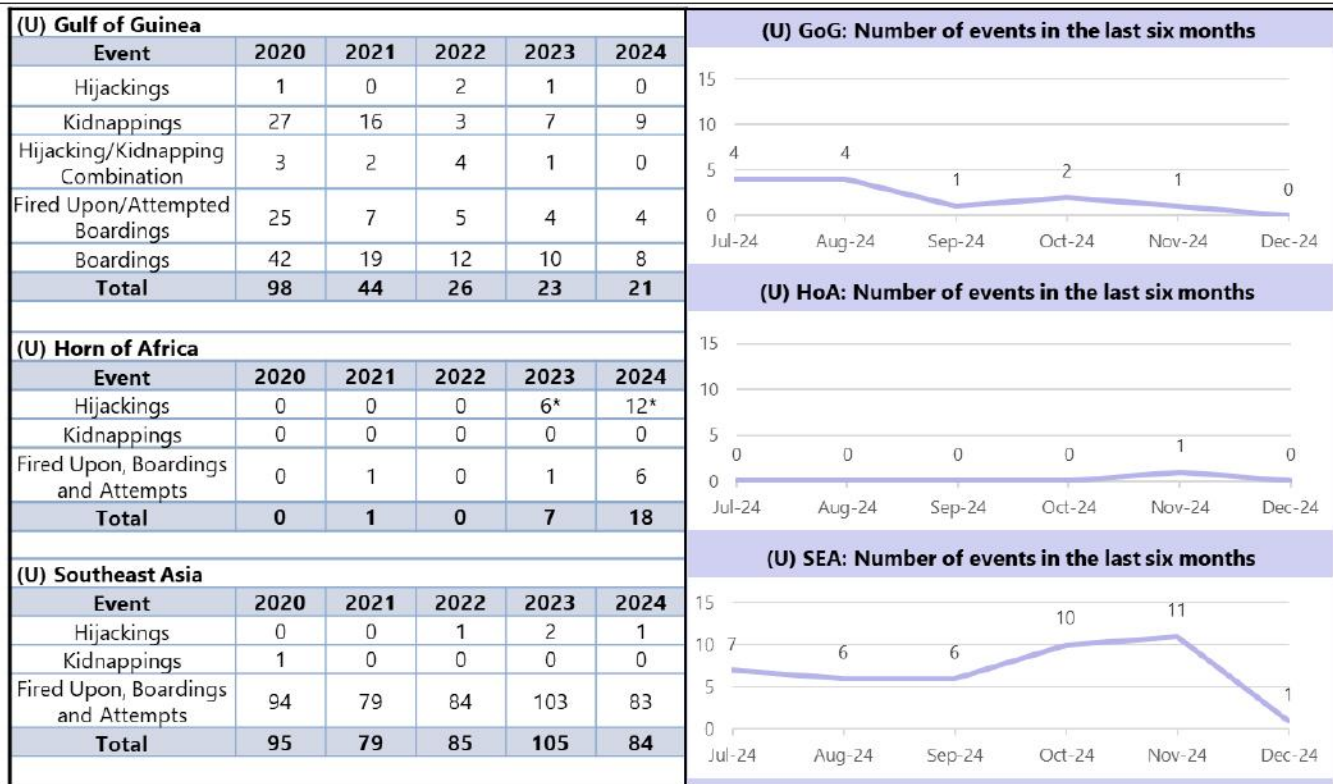 (U) Gulf of Guinea
Event 2020 2021 2022 2023 2024
Hijackings 1 0 2 1 0
Kidnappings 27 16 3 7 9
Hijacking/Kidnapping
Combination 3 2 4 1 0
Fired Upon/Attempted
Boardings 25 7 5 4 4
Boardings 42 19 12 10 8
Total 98 44 26 23 21
(U) Horn of Africa
Event 2020 2021 2022 2023 2024
Hijackings 0 0 0 6* 12*
Kidnappings 0 0 0 0 0
Fired Upon, Boardings
and Attempts 0 1 0 1 6
Total 0 1 0 7 18
(U) Southeast Asia
Event 2020 2021 2022 2023 2024
Hijackings 0 0 1 2 1
Kidnappings 1 0 0 0 0
Fired Upon, Boardings
and Attempts 94 79 84 103 83
Total 95 79 85 105 84
(U) GoG: Number of events in the last six months
15
10
5
0
4 4 1 2 1 0
Jul-24 Aug-24 Sep-24 Oct-24 Nov-24 Dec-24
(U) HoA: Number of events in the last six months
15
10
5
0
0 0 0 0 1 0
Jul-24 Aug-24 Sep-24 Oct-24 Nov-24 Dec-24
(U) SEA: Number of events in the last six months
15
10
5
0
7 6 6 10 11 1
Jul-24 Aug-24 Sep-24 Oct-24 Nov-24 Dec-24